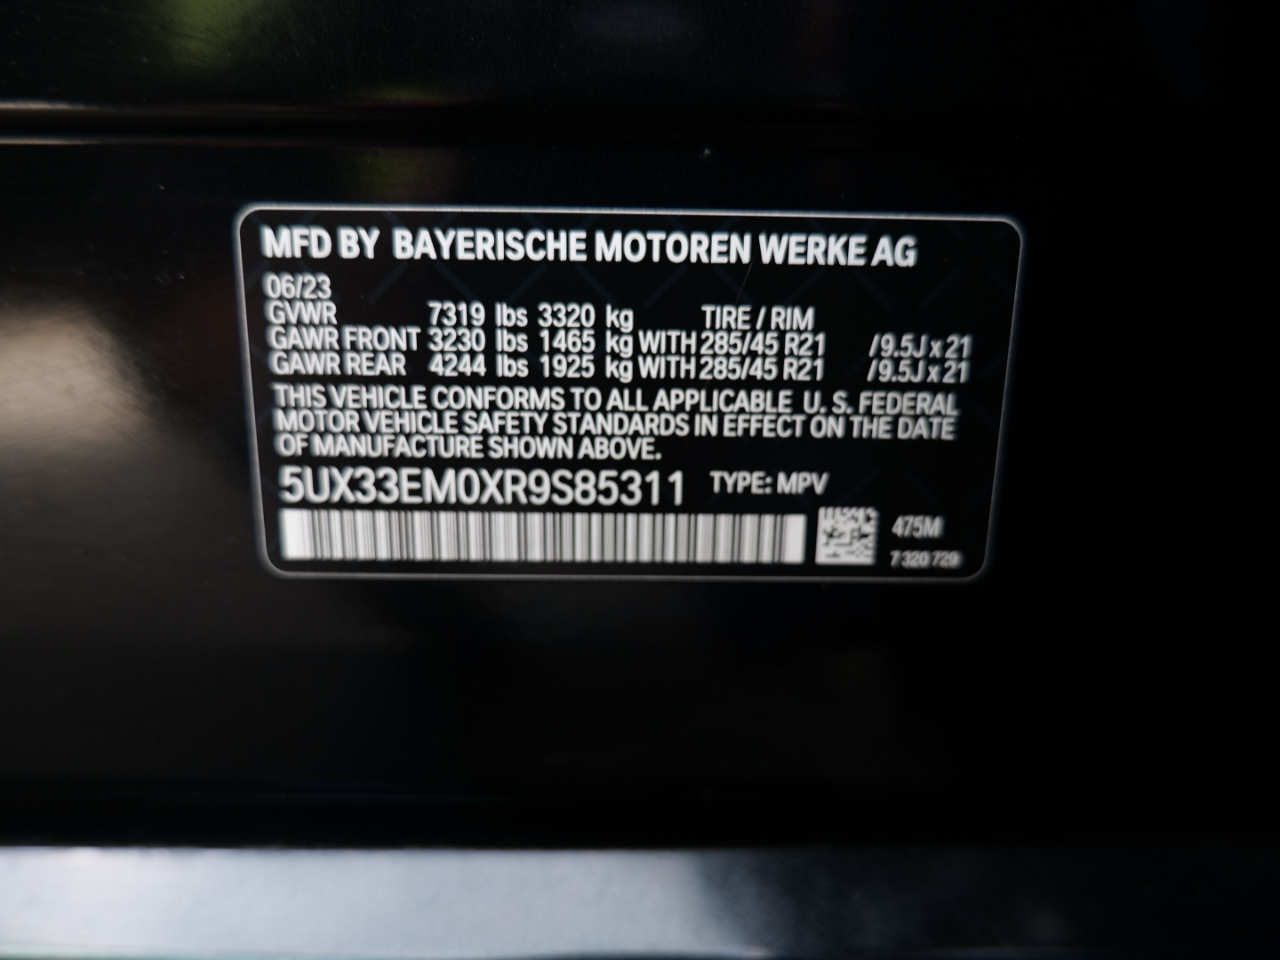 MFD BY BAYERISCHE MOTOREN WERKE AG
06/23
GVWR 7319 lbs 3320 kg TIRE / RIM
GAWR FRONT 3230 lbs 1465 kg WITH 285/45 R21 /9.5J x 21
GAWR REAR 4244 lbs 1925 kg WITH 285/45 R21 /9.5J x 21
THIS VEHICLE CONFORMS TO ALL APPLICABLE U. S. FEDERAL
MOTOR VEHICLE SAFETY STANDARDS IN EFFECT ON THE DATE
OF MANUFACTURE SHOWN ABOVE.
5UX33EM0XR9S85311 TYPE: MPV
475M
7 320 729